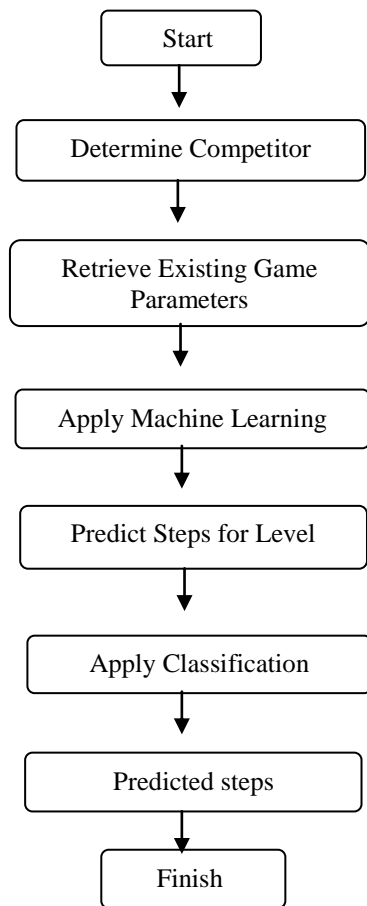 Start
Determine Competitor
Retrieve Existing Game
Parameters
Apply Machine Learning
Predict Steps for Level
Apply Classification
Predicted steps
Finish